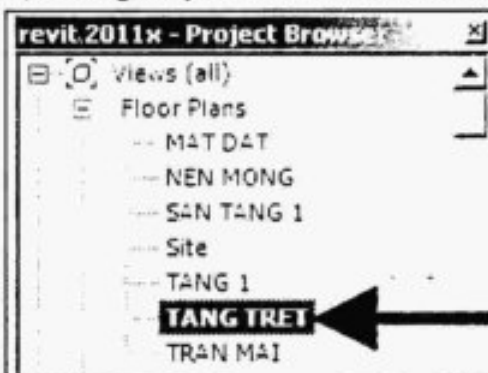 revit.2011x - Project Browser
Views (all)
Floor Plans
MAT DAT
NEN MONG
SAN TANG 1
Site
TANG 1
TANG TRET
TRAN MAI